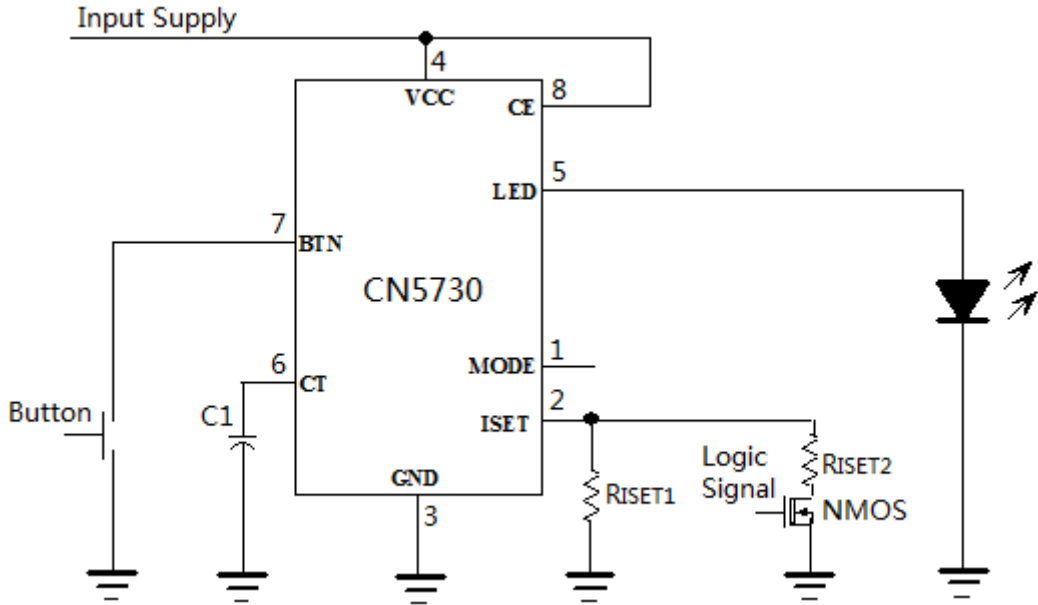 Input Supply
4
VCC
8
CE
5
LED
7
BTN
CN5730
1
MODE
6
CT
2
ISET
Button
C1
Logic
Signal
RISET2
RISET1
NMOS
GND
3